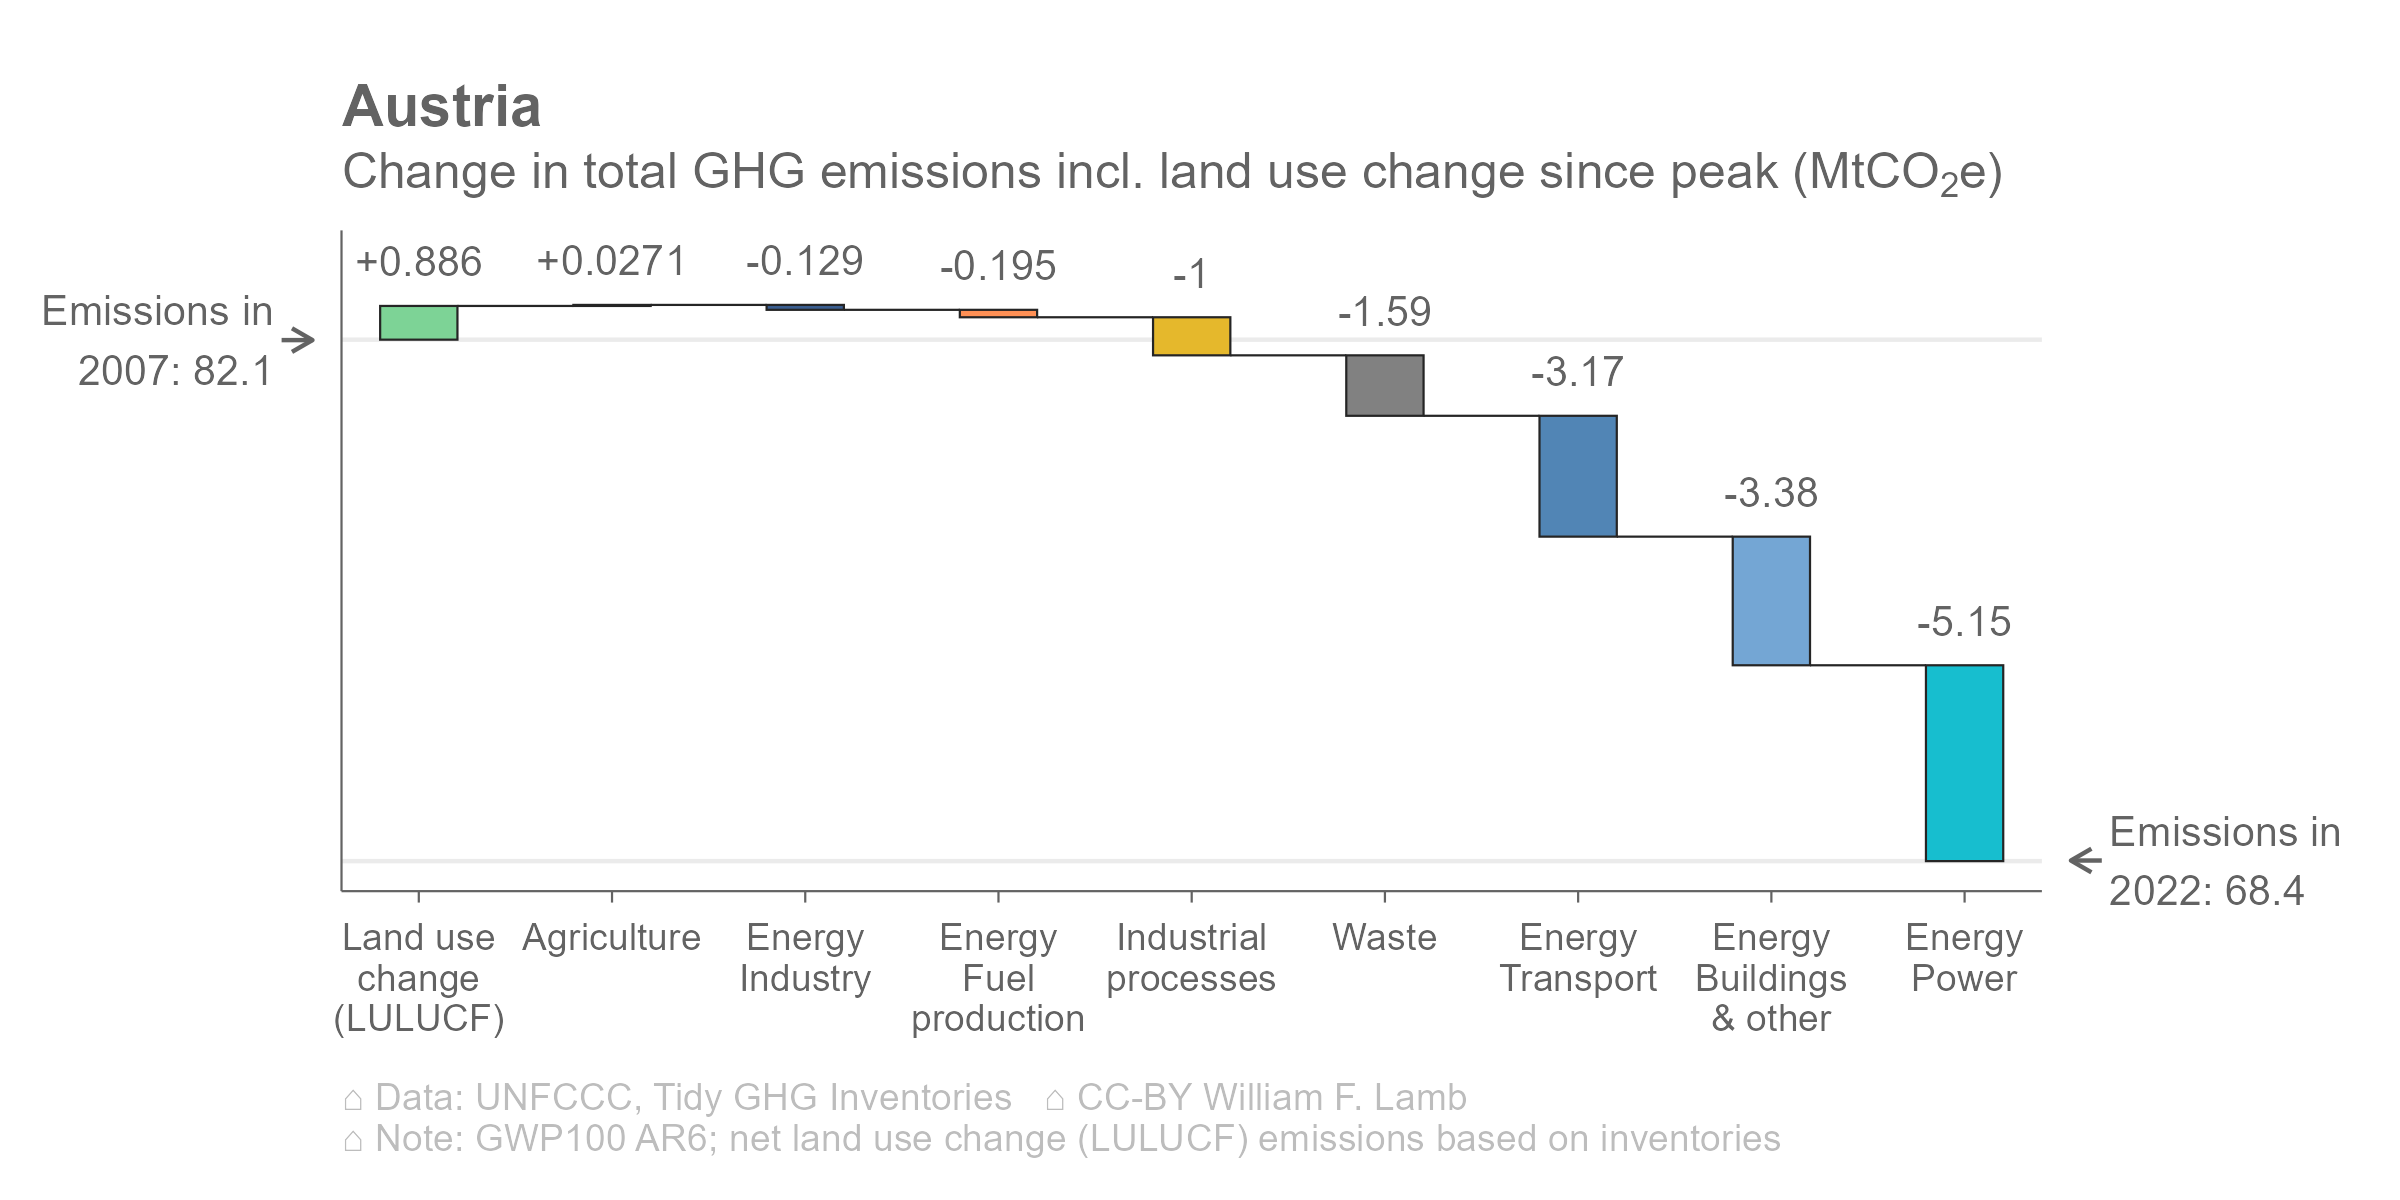 Austria
Change in total GHG emissions incl. land use change since peak (MtCO₂e)
+0.886
+0.0271
-0.129
-0.195
-1
-1.59
-3.17
-3.38
-5.15
Emissions in
2007: 82.1
Emissions in
2022: 68.4
Land use
change
(LULUCF)
Agriculture
Energy
Industry
Energy
Fuel
production
Industrial
processes
Waste
Energy
Transport
Energy
Buildings
& other
Energy
Power
⌂ Data: UNFCCC, Tidy GHG Inventories ⌂ CC-BY William F. Lamb
⌂ Note: GWP100 AR6; net land use change (LULUCF) emissions based on inventories